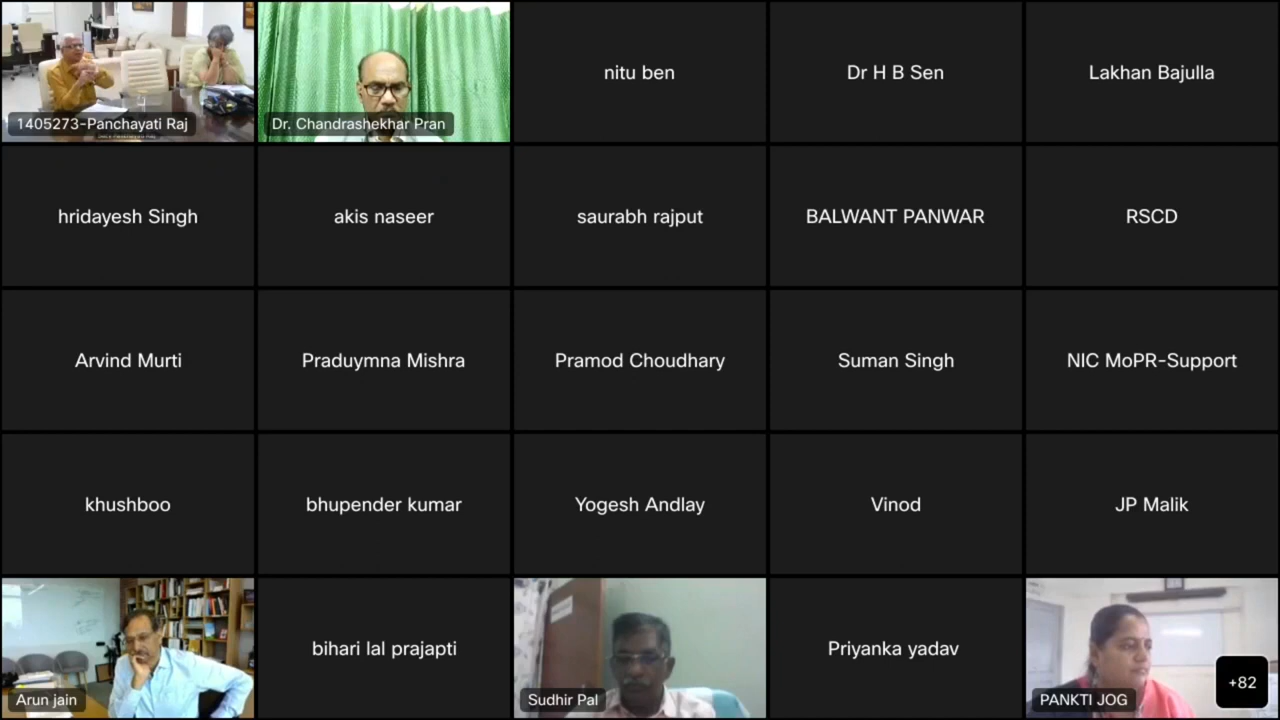 1405273-Panchayati Raj
Dr. Chandrashekhar Pran
nitu ben
Dr H B Sen
Lakhan Bajulla
hridayesh Singh
akis naseer
saurabh rajput
BALWANT PANWAR
RSCD
Arvind Murti
Praduymna Mishra
Pramod Choudhary
Suman Singh
NIC MoPR-Support
khushboo
bhupender kumar
Yogesh Andlay
Vinod
JP Malik
Arun jain
bihari lal prajapti
Sudhir Pal
Priyanka yadav
PANKTI JOG
+82